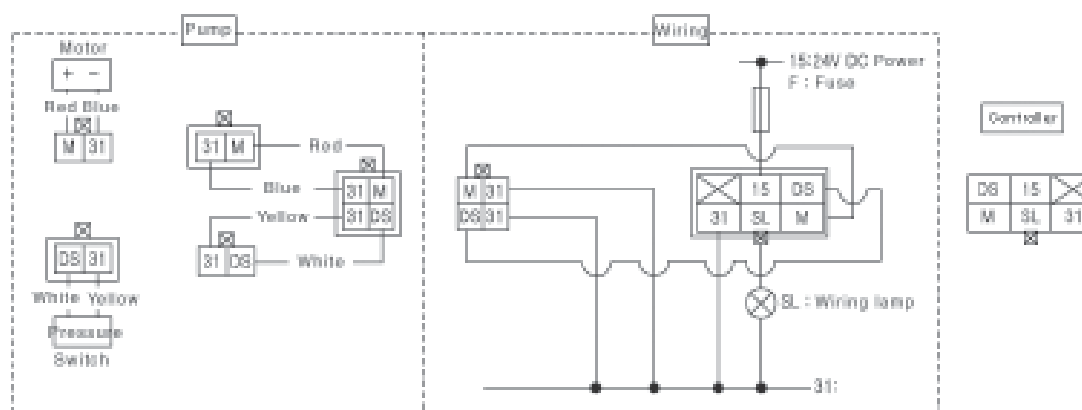 Pump
Motor
+ -
Red Blue
M 31
31 M
Red
Blue
31 M
31 DS
Yellow
31 DS
White
DS 31
White Yellow
Pressure
Switch
Wiring
15:24V DC Power
F : Fuse
M 31
DS 31
15 DS
31 SL M
SL : Wiring lamp
31:
Controller
DS 15
M SL 31